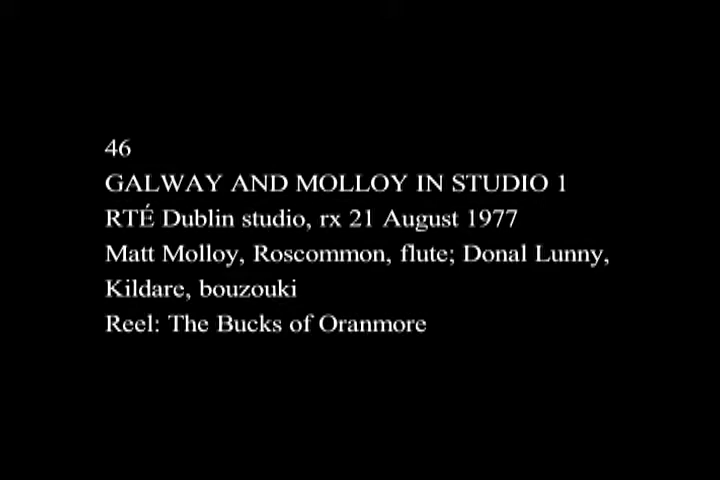 46
GALWAY AND MOLLOY IN STUDIO 1
RTÉ Dublin studio, rx 21 August 1977
Matt Molloy, Roscommon, flute; Donal Lunny,
Kildare, bouzouki
Reel: The Bucks of Oranmore